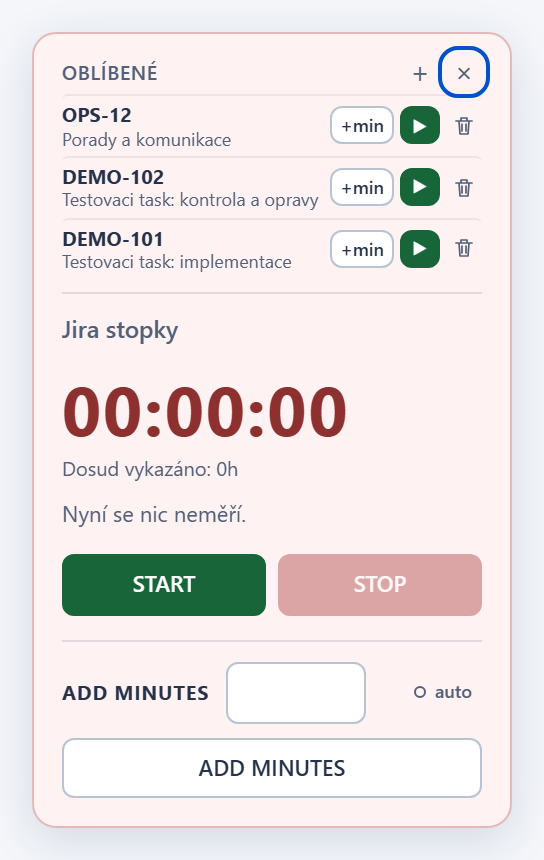 OBLÍBENÉ + ×
OPS-12
Porady a komunikace
+min
DEMO-102
Testovaci task: kontrola a opravy
+min
DEMO-101
Testovaci task: implementace
+min
Jira stopky
00:00:00
Dosud vykazáno: 0h
Nyní se nic neměří.
START STOP
ADD MINUTES auto
ADD MINUTES